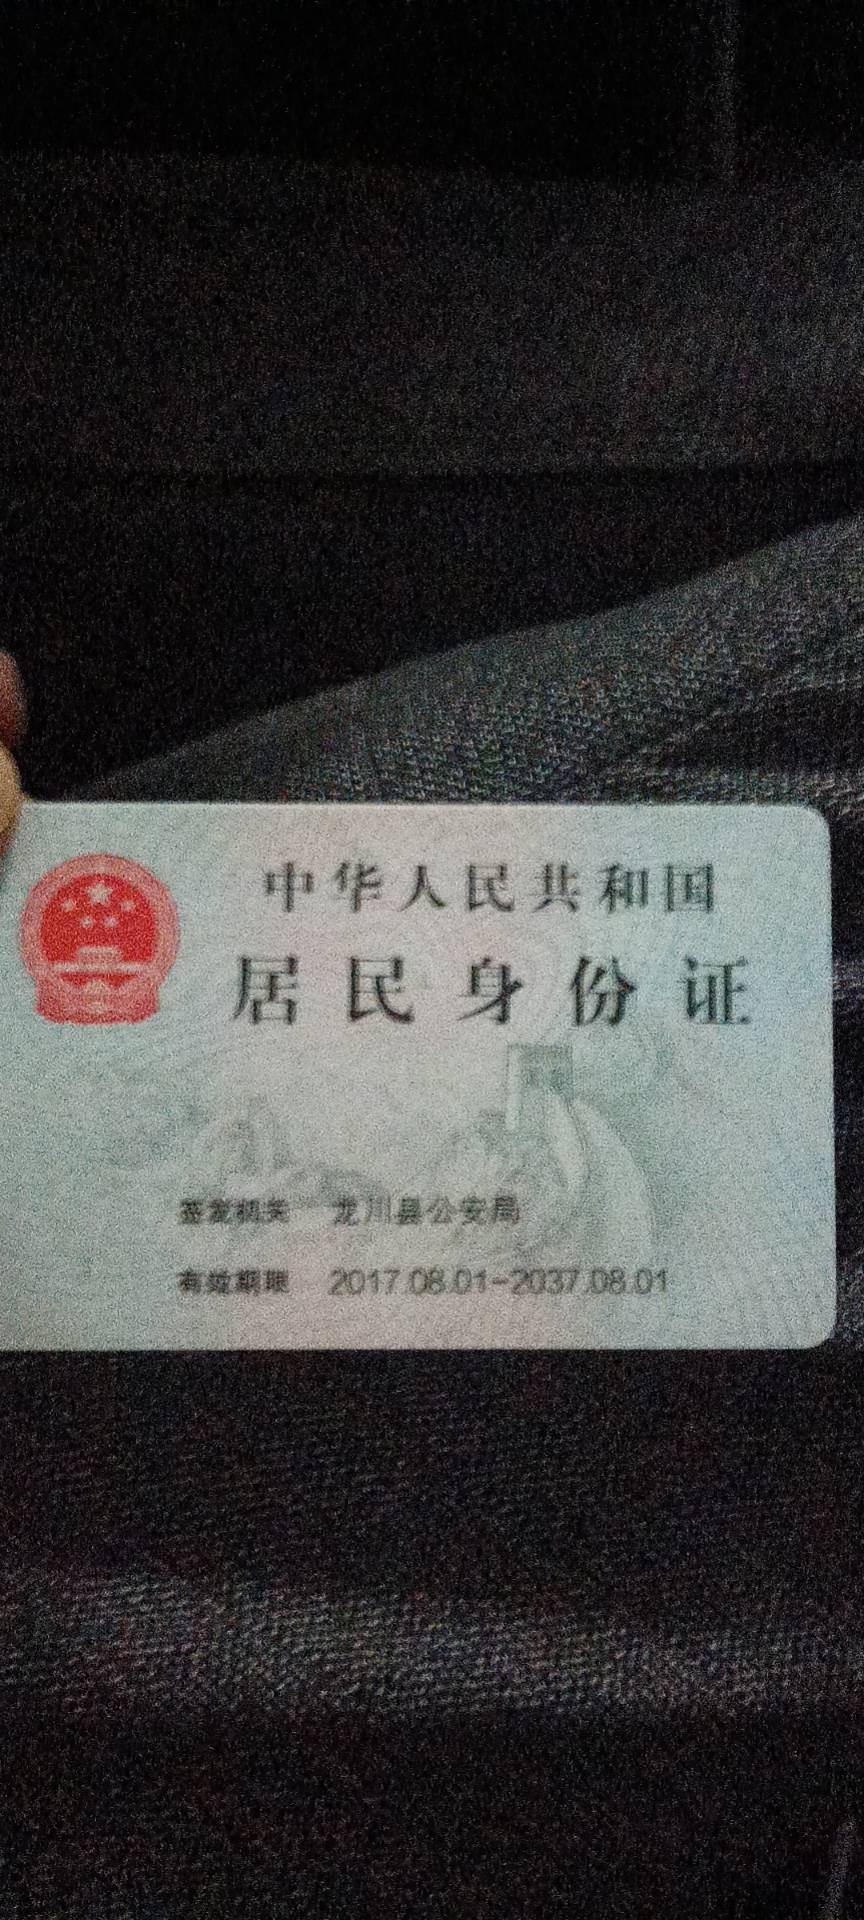 中华人民共和国
居民身份证
签发机关 龙川县公安局
有效期限 2017.08.01-2037.08.01